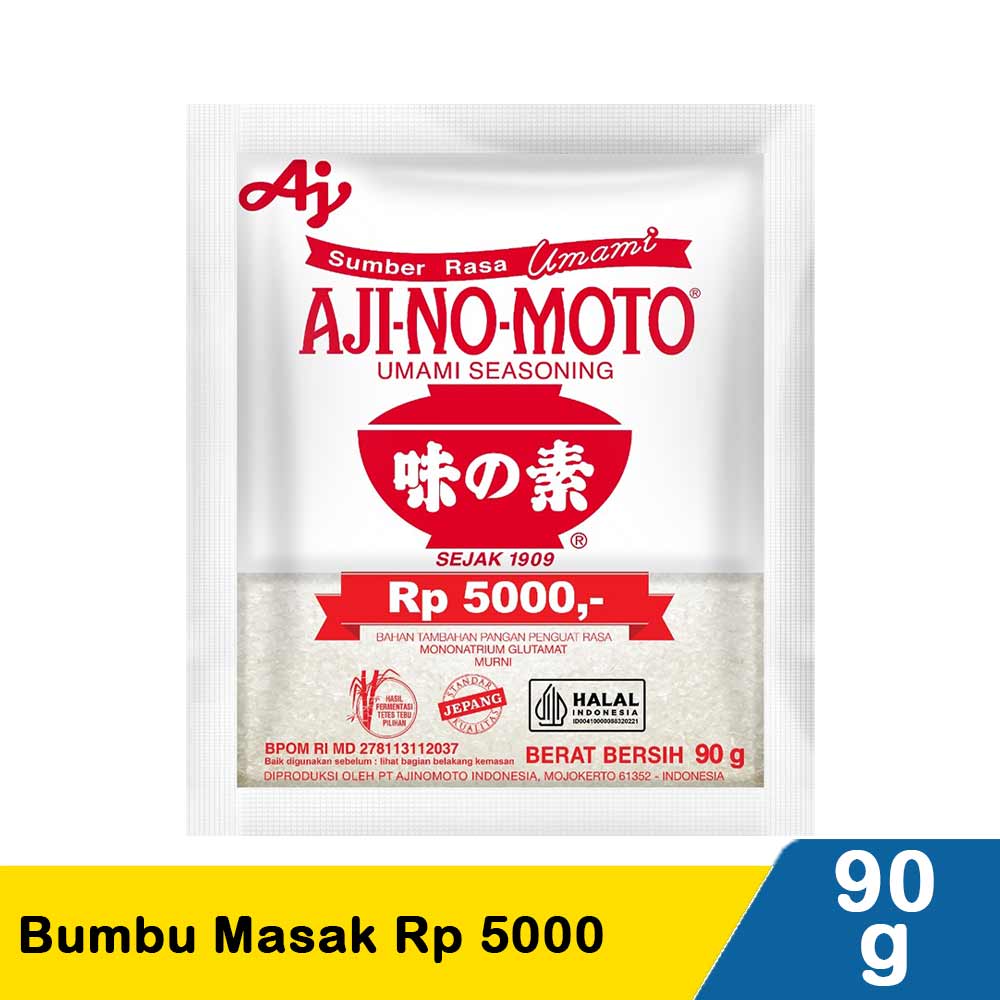 Aj
Sumber Rasa Umami
AJI-NO-MOTO®
UMAMI SEASONING
味の素
®
SEJAK 1909
Rp 5000,-
BAHAN TAMBAHAN PANGAN PENGUAT RASA
MONONATRIUM GLUTAMAT
MURNI
HASIL
FERMENTASI
TETES TEBU
PILIHAN
STANDAR
JEPANG
KUALITAS
HALAL
INDONESIA
ID00410000088320221
BPOM RI MD 278113112037
Baik digunakan sebelum : lihat bagian belakang kemasan
BERAT BERSIH 90 g
DIPRODUKSI OLEH PT AJINOMOTO INDONESIA, MOJOKERTO 61352 - INDONESIA
Bumbu Masak Rp 5000
90
g